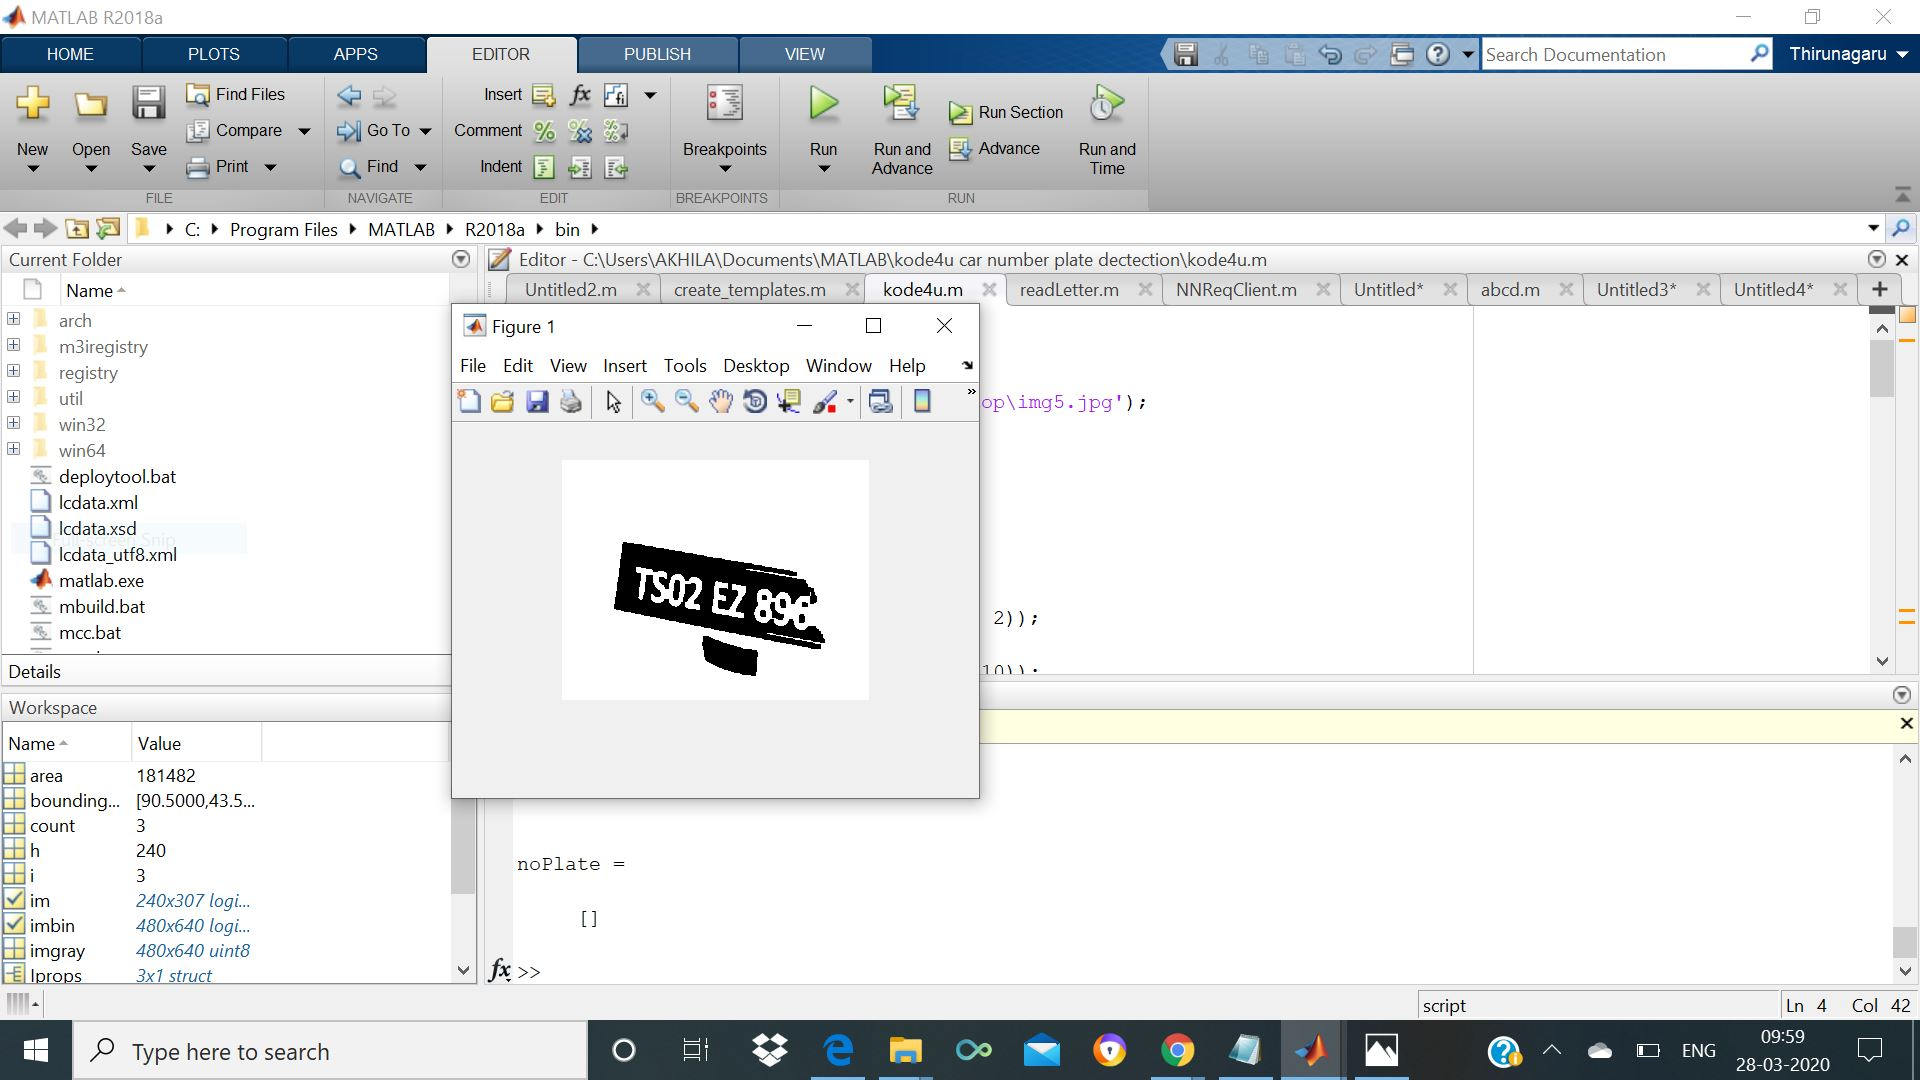 MATLAB R2018a
HOME PLOTS APPS EDITOR PUBLISH VIEW
Search Documentation
Thirunagaru
New
Open
Save
Find Files
Compare
Print
FILE
Go To
Find
NAVIGATE
Insert
Comment
Indent
EDIT
Breakpoints
BREAKPOINTS
Run
Run and Advance
Run Section
Advance
Run and Time
RUN
C: Program Files MATLAB R2018a bin
Current Folder
Name
arch
m3iregistry
registry
util
win32
win64
deploytool.bat
lcdata.xml
lcdata.xsd
lcdata_utf8.xml
matlab.exe
mbuild.bat
mcc.bat
Details
Workspace
Name Value
area 181482
bounding... [90.5000,43.5...
count 3
h 240
i 3
im 240x307 logi...
imbin 480x640 logi...
imgray 480x640 uint8
Iprops 3x1 struct
Editor - C:\Users\AKHILA\Documents\MATLAB\kode4u car number plate dectection\kode4u.m
Untitled2.m create_templates.m kode4u.m readLetter.m NNReqClient.m Untitled* abcd.m Untitled3* Untitled4* +
op\img5.jpg');
2));
10));
Figure 1
File Edit View Insert Tools Desktop Window Help
TS02 EZ 896
noPlate =
[]
fx >>
script
Ln 4 Col 42
Type here to search
ENG
09:59
28-03-2020